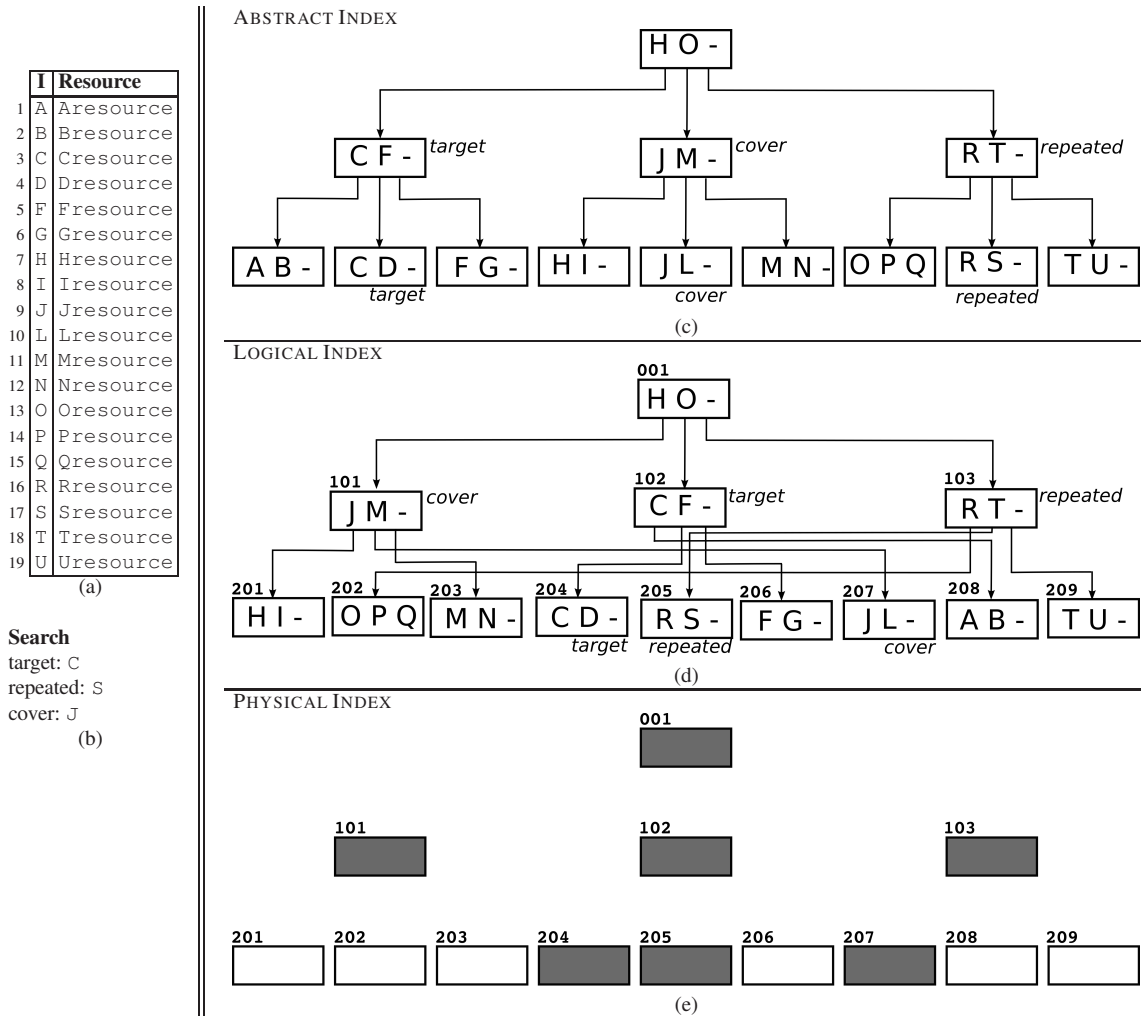 I Resource
1 A Aresource
2 B Bresource
3 C Cresource
4 D Dresource
5 F Fresource
6 G Gresource
7 H Hresource
8 I Iresource
9 J Jresource
10 L Lresource
11 M Mresource
12 N Nresource
13 O Oresource
14 P Presource
15 Q Qresource
16 R Rresource
17 S Sresource
18 T Tresource
19 U Uresource
(a)
Search
target: C
repeated: S
cover: J
(b)
ABSTRACT INDEX
H O -
C F - target J M - cover R T - repeated
A B - C D - F G - H I - J L - M N - O P Q R S - T U -
target cover repeated
(c)
LOGICAL INDEX
001
H O -
101 102 103
J M - cover C F - target R T - repeated
201 202 203 204 205 206 207 208 209
H I - O P Q M N - C D - R S - F G - J L - A B - T U -
target repeated cover
(d)
PHYSICAL INDEX
001
101 102 103
201 202 203 204 205 206 207 208 209
(e)